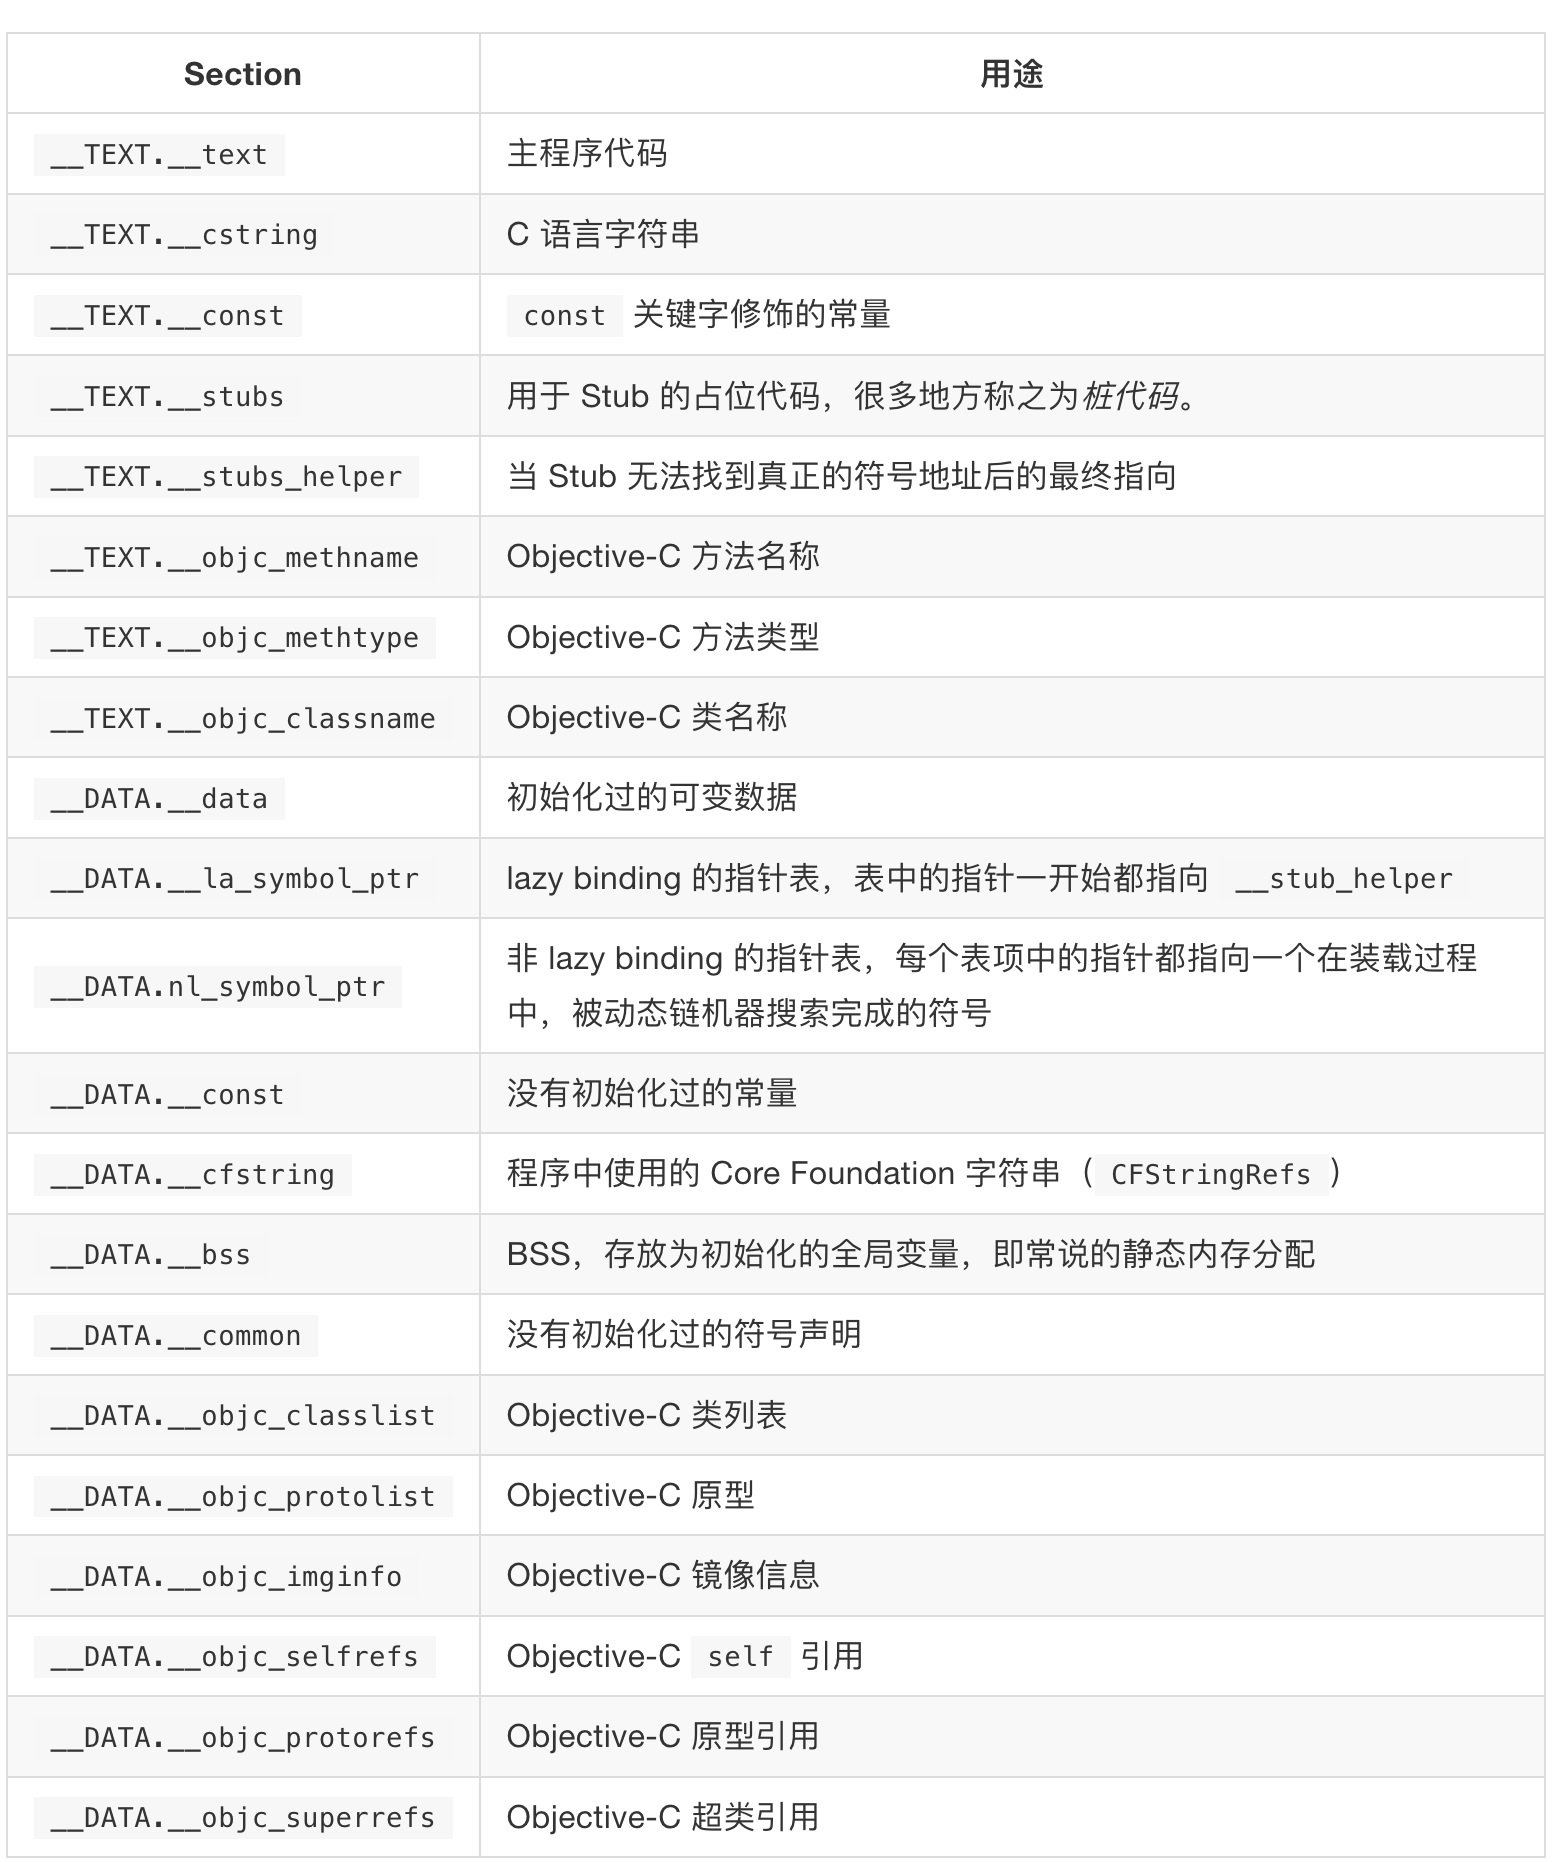 Section 用途
__TEXT.__text 主程序代码
__TEXT.__cstring C 语言字符串
__TEXT.__const const 关键字修饰的常量
__TEXT.__stubs 用于 Stub 的占位代码，很多地方称之为桩代码。
__TEXT.__stubs_helper 当 Stub 无法找到真正的符号地址后的最终指向
__TEXT.__objc_methname Objective-C 方法名称
__TEXT.__objc_methtype Objective-C 方法类型
__TEXT.__objc_classname Objective-C 类名称
__DATA.__data 初始化过的可变数据
__DATA.__la_symbol_ptr lazy binding 的指针表，表中的指针一开始都指向 __stub_helper
__DATA.nl_symbol_ptr 非 lazy binding 的指针表，每个表项中的指针都指向一个在装载过程
中，被动态链机器搜索完成的符号
__DATA.__const 没有初始化过的常量
__DATA.__cfstring 程序中使用的 Core Foundation 字符串（CFStringRefs）
__DATA.__bss BSS，存放为初始化的全局变量，即常说的静态内存分配
__DATA.__common 没有初始化过的符号声明
__DATA.__objc_classlist Objective-C 类列表
__DATA.__objc_protolist Objective-C 原型
__DATA.__objc_imginfo Objective-C 镜像信息
__DATA.__objc_selfrefs Objective-C self 引用
__DATA.__objc_protorefs Objective-C 原型引用
__DATA.__objc_superrefs Objective-C 超类引用